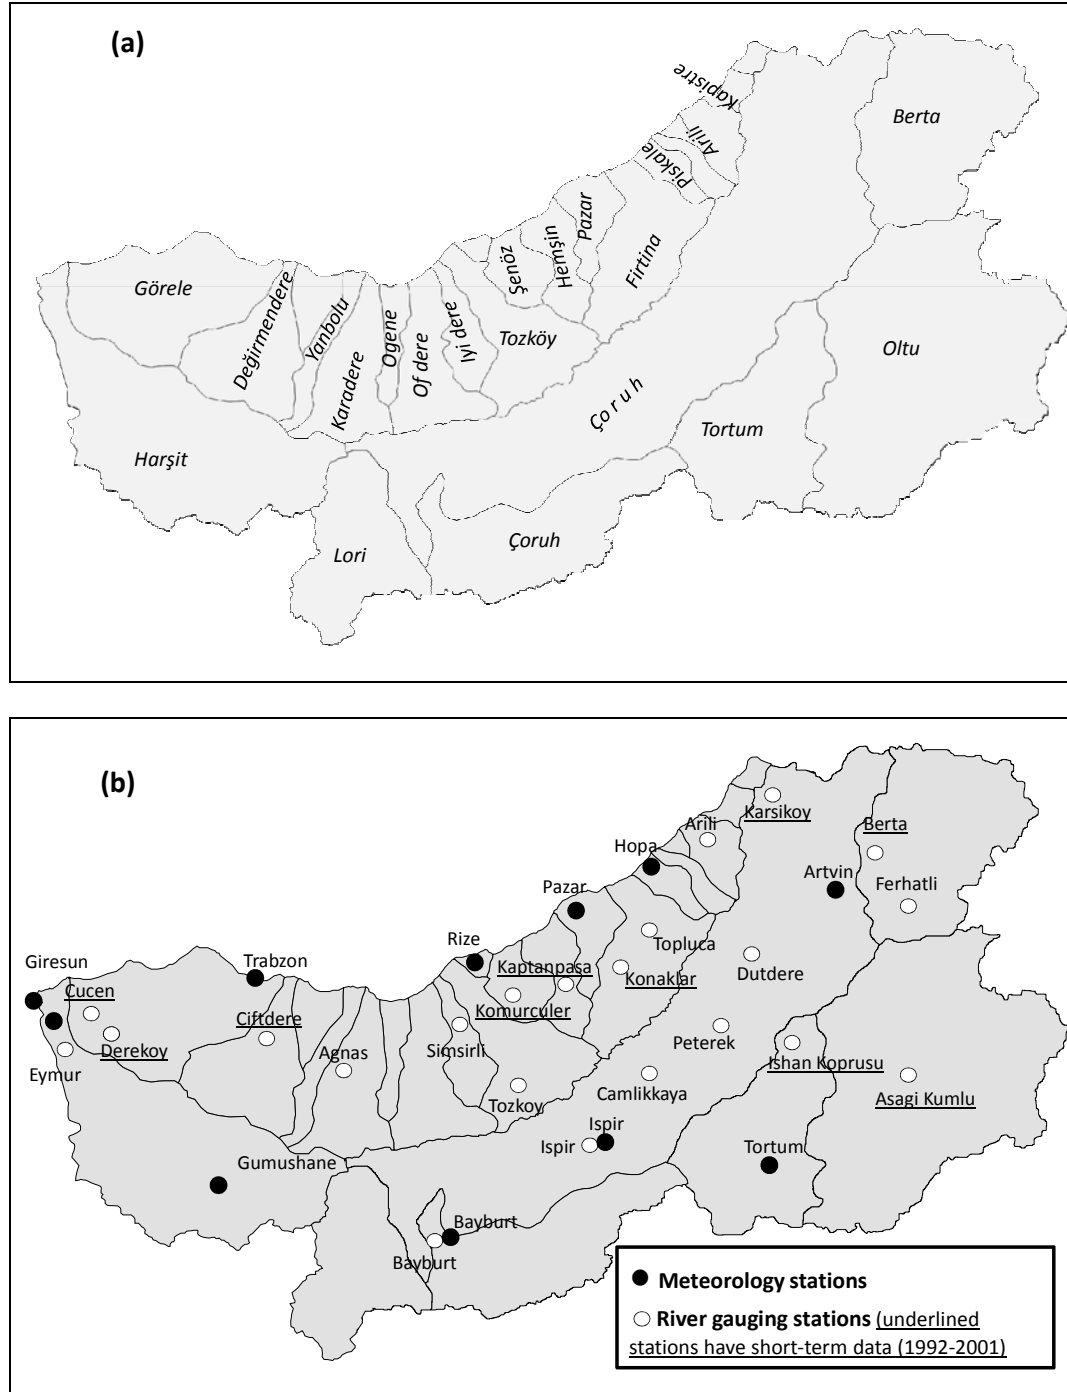 (a)
Kapistre
Berta
Arili
Piskale
Pazar
Hemşin
Şenöz
Firtina
Görele
Değirmendere
Yanbolu
Ogene
Of dere
Iyi dere
Tozköy
Karadere
Oltu
Çoruh
Tortum
Harşit
Lori
Çoruh
(b)
Karsikoy
Arili
Berta
Hopa
Artvin
Ferhatli
Pazar
Topluca
Rize
Kaptanpasa
Konaklar
Dutdere
Giresun
Trabzon
Cucen
Komurculer
Ciftdere
Derekoy
Simsirli
Peterek
Agnas
Eymur
Ishan Koprusu
Tozkoy
Camlikkaya
Asagi Kumlu
Ispir
Ispir
Tortum
Gumushane
Bayburt
Bayburt
Meteorology stations
River gauging stations (underlined
stations have short-term data (1992-2001)